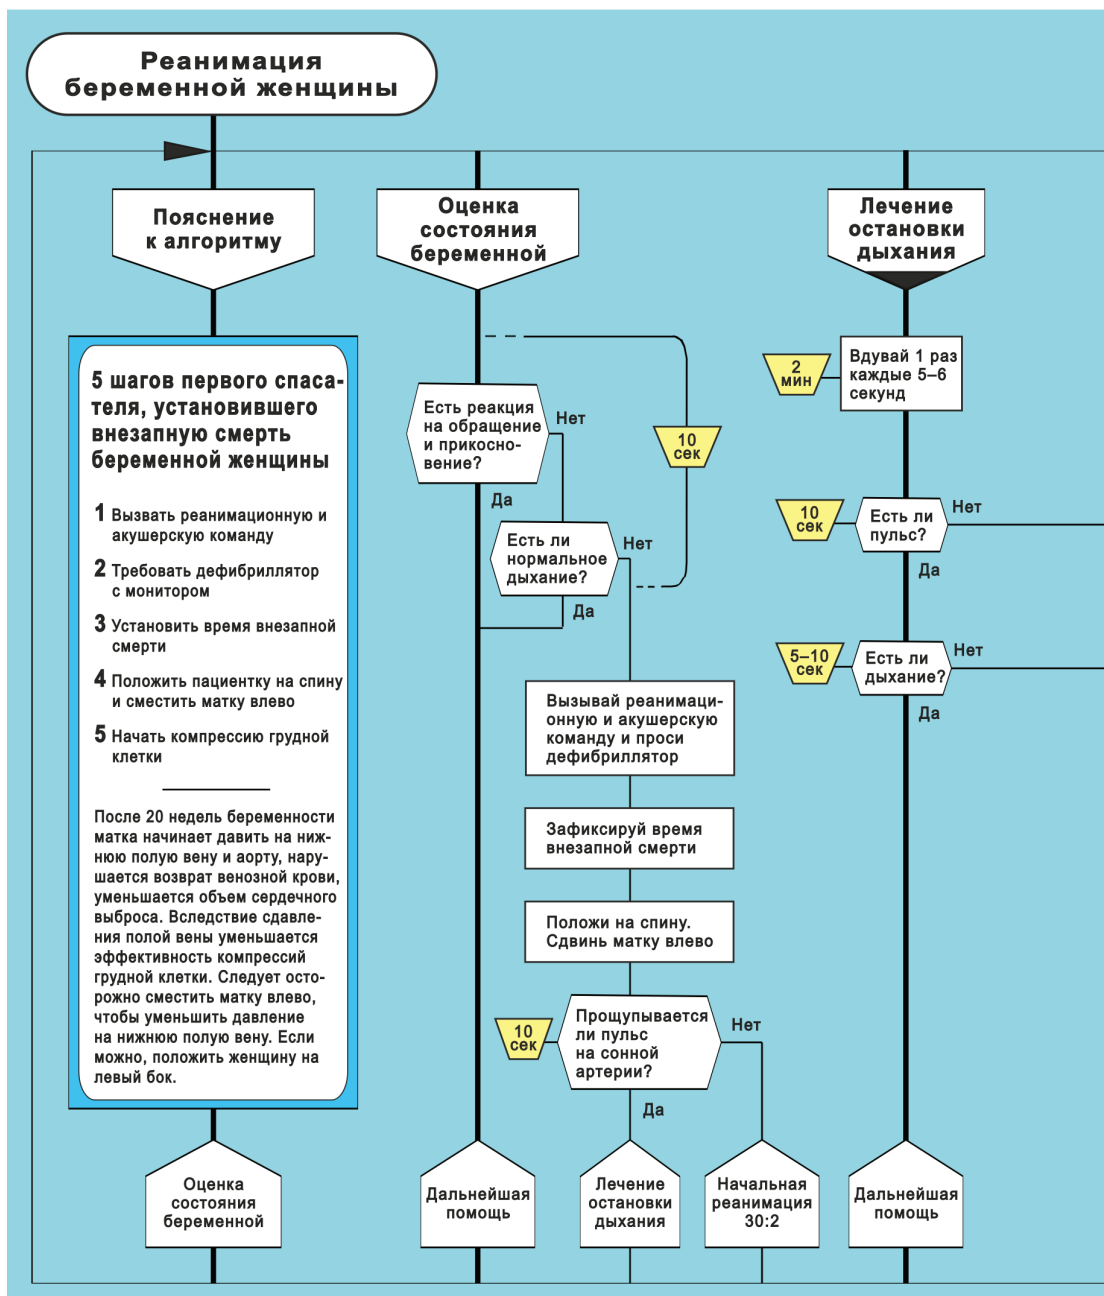 Реанимация
беременной женщины
Пояснение
к алгоритму
5 шагов первого спаса-
теля, установившего
внезапную смерть
беременной женщины
1 Вызвать реанимационную и
акушерскую команду
2 Требовать дефибриллятор
с монитором
3 Установить время внезапной
смерти
4 Положить пациентку на спину
и сместить матку влево
5 Начать компрессию грудной
клетки
После 20 недель беременности
матка начинает давить на ниж-
нюю полую вену и аорту, нару-
шается возврат венозной крови,
уменьшается объем сердечного
выброса. Вследствие сдавле-
ния полой вены уменьшается
эффективность компрессий
грудной клетки. Следует осто-
рожно сместить матку влево,
чтобы уменьшить давление
на нижнюю полую вену. Если
можно, положить женщину на
левый бок.
Оценка
состояния
беременной
Оценка
состояния
беременной
Есть реакция
на обращение
и прикосно-
вение?
Нет
Да
10
сек
Есть ли
нормальное
дыхание?
Нет
Да
Вызывай реанимаци-
онную и акушерскую
команду и проси
дефибриллятор
Зафиксируй время
внезапной смерти
Положи на спину.
Сдвинь матку влево
10
сек
Прощупывается
ли пульс
на сонной
артерии?
Нет
Да
Дальнейшая
помощь
Лечение
остановки
дыхания
Начальная
реанимация
30:2
Лечение
остановки
дыхания
2
мин
Вдувай 1 раз
каждые 5–6
секунд
10
сек
Есть ли
пульс?
Нет
Да
5–10
сек
Есть ли
дыхание?
Нет
Да
Дальнейшая
помощь